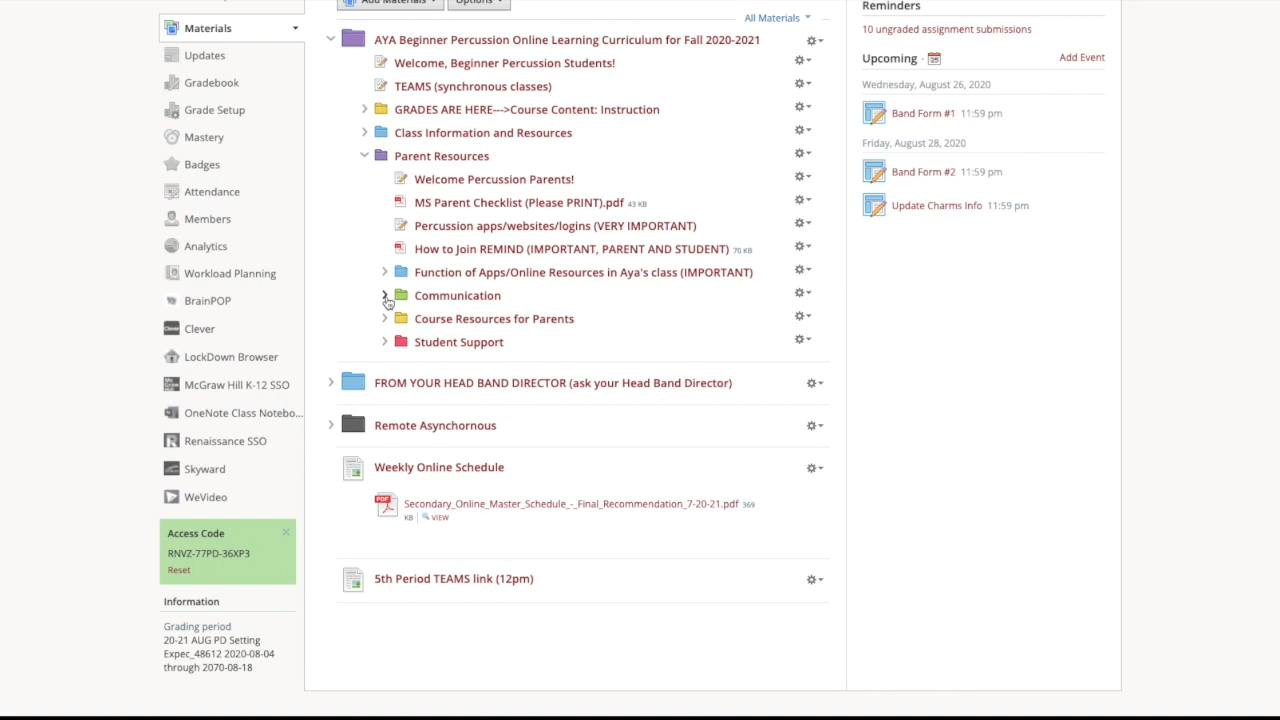 Add Materials
Options
Materials
Updates
Gradebook
Grade Setup
Mastery
Badges
Attendance
Members
Analytics
Workload Planning
BrainPOP
Clever
LockDown Browser
McGraw Hill K-12 SSO
OneNote Class Notebo...
Renaissance SSO
Skyward
WeVideo
Access Code
RNVZ-77PD-36XP3
Reset
Information
Grading period
20-21 AUG PD Setting
Expec_48612 2020-08-04
through 2070-08-18
All Materials
AYA Beginner Percussion Online Learning Curriculum for Fall 2020-2021
Welcome, Beginner Percussion Students!
TEAMS (synchronous classes)
GRADES ARE HERE--->Course Content: Instruction
Class Information and Resources
Parent Resources
Welcome Percussion Parents!
MS Parent Checklist (Please PRINT).pdf 43 KB
Percussion apps/websites/logins (VERY IMPORTANT)
How to Join REMIND (IMPORTANT, PARENT AND STUDENT) 70 KB
Function of Apps/Online Resources in Aya's class (IMPORTANT)
Communication
Course Resources for Parents
Student Support
FROM YOUR HEAD BAND DIRECTOR (ask your Head Band Director)
Remote Asynchornous
Weekly Online Schedule
Secondary_Online_Master_Schedule_-_Final_Recommendation_7-20-21.pdf 369
KB | VIEW
5th Period TEAMS link (12pm)
Reminders
10 ungraded assignment submissions
Upcoming · 25 Add Event
Wednesday, August 26, 2020
Band Form #1 11:59 pm
Friday, August 28, 2020
Band Form #2 11:59 pm
Update Charms Info 11:59 pm